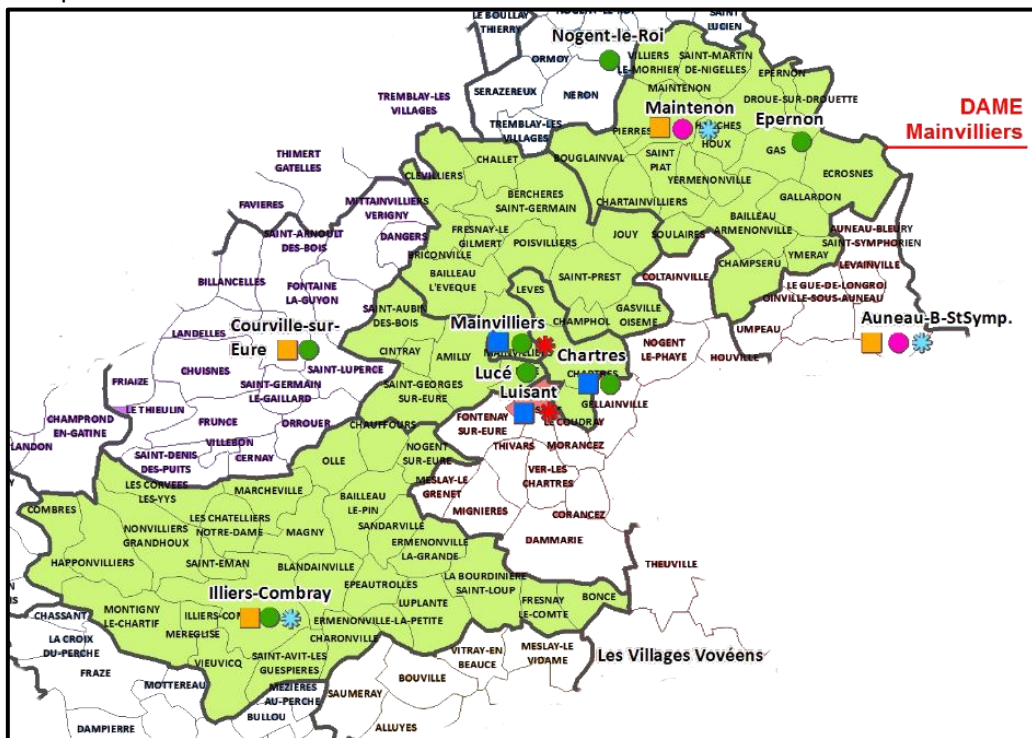 LE BOULLAY
THIERRY
SAINT
LUCIEN
Nogent-le-Roi
ORMOY
VILLIERS
LE-MORHIER
SAINT-MARTIN
DE-NIGELLES
EPERNON
SERAZEREUX
NERON
MAINTENON
DROUE-SUR-DROUETTE
TREMBLAY-LES
VILLAGES
DAME
Mainvilliers
Maintenon
Epernon
TREMBLAY-LES
VILLAGES
PIERRES
HOUX
GAS
CHALLET
BOUGLAINVAL
SAINT
PIAT
ECROSNES
THIMERT
GATELLES
CLEVILLIERS
YERMENONVILLE
GALLARDON
BERCHERES
SAINT-GERMAIN
CHARTAINVILLIERS
FAVIERES
MITTAINVILLIERS
VERIGNY
BAILLEAU
ARMENONVILLE
AUNEAU-BLEURY
SAINT-SYMPHORIEN
SAINT-ARNOULT
DES-BOIS
DANGERS
FRESNAY-LE
GILMERT
POISVILLIERS
JOUY
SOULAIRES
BRICONVILLE
YMERAY
LEVAINVILLE
BILLANCELLES
BAILLEAU
L'EVEQUE
SAINT-PREST
COLTAINVILLE
CHAMPSERU
FONTAINE
LA-GUYON
LEVES
LE GUE-DE-LONGROI
OINVILLE-SOUS-AUNEAU
SAINT-AUBIN
DES-BOIS
GASVILLE
OISEME
LANDELLES
Courville-sur-
Eure
Mainvilliers
CHAMPHOL
UMPEAU
Auneau-B-StSymp.
CINTRAY
AMILLY
MAINVILLIERS
NOGENT
LE-PHAYE
HOUVILLE
Chartres
CHARTRES
CHUISNES
SAINT-LUPERCE
Lucé
FRIAIZE
SAINT-GERMAIN
LE-GAILLARD
SAINT-GEORGES
SUR-EURE
Luisant
GELLAINVILLE
LE THIEULIN
CHAMPROND
EN-GATINE
FRUNCE
ORROUER
CHAUFFOURS
FONTENAY
SUR-EURE
LE COUDRAY
LANDON
VILLEBON
SAINT-DENIS
DES-PUITS
CERNAY
NOGENT
SUR-EURE
THIVARS
MORANCEZ
OLLE
MESLAY-LE
GRENET
VER-LES
CHARTRES
LES CORVEES
LES-YYS
MARCHEVILLE
BAILLEAU
LE-PIN
COMBRES
MIGNIERES
CORANCEZ
LES CHATELLIERS
NOTRE-DAME
SANDARVILLE
NONVILLIERS
GRANDHOUX
MAGNY
ERMENONVILLE
LA-GRANDE
DAMMARIE
HAPPONVILLIERS
SAINT-EMAN
BLANDAINVILLE
THEUVILLE
EPEAUTROLLES
LA BOURDINIERE
SAINT-LOUP
Illiers-Combray
LUPLANTE
BONCE
CHASSANT
MONTIGNY
LE-CHARTIF
FRESNAY
LE-COMTE
ERMENONVILLE-LA-PETITE
LA CROIX
DU-PERCHE
MEREGLISE
CHARONVILLE
MESLAY-LE
VIDAME
Les Villages Vovéens
VIEUVICQ
SAINT-AVIT-LES
GUESPIERES
VITRAY-EN
BEAUCE
FRAZE
BOUVILLE
MOTTEREAU
MEZIERES
AU-PERCHE
SAUMERAY
BULLOU
DAMPIERRE
ALLUYES